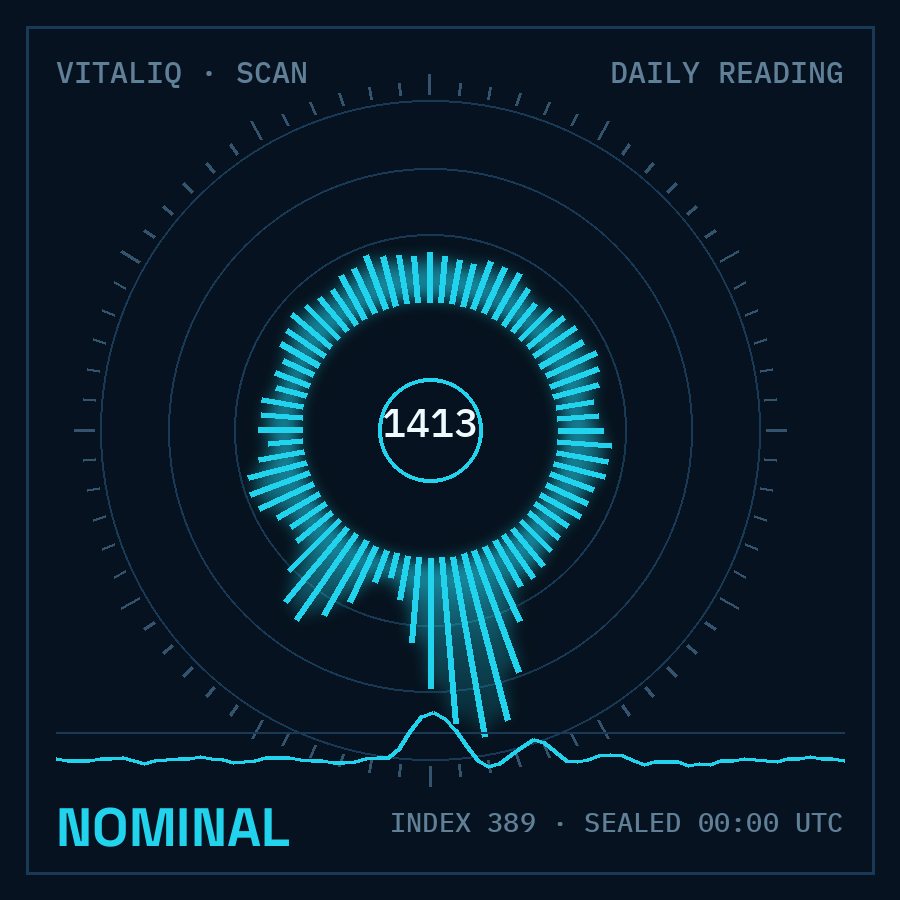 VITALIQ · SCAN
DAILY READING
1413
NOMINAL
INDEX 389 · SEALED 00:00 UTC